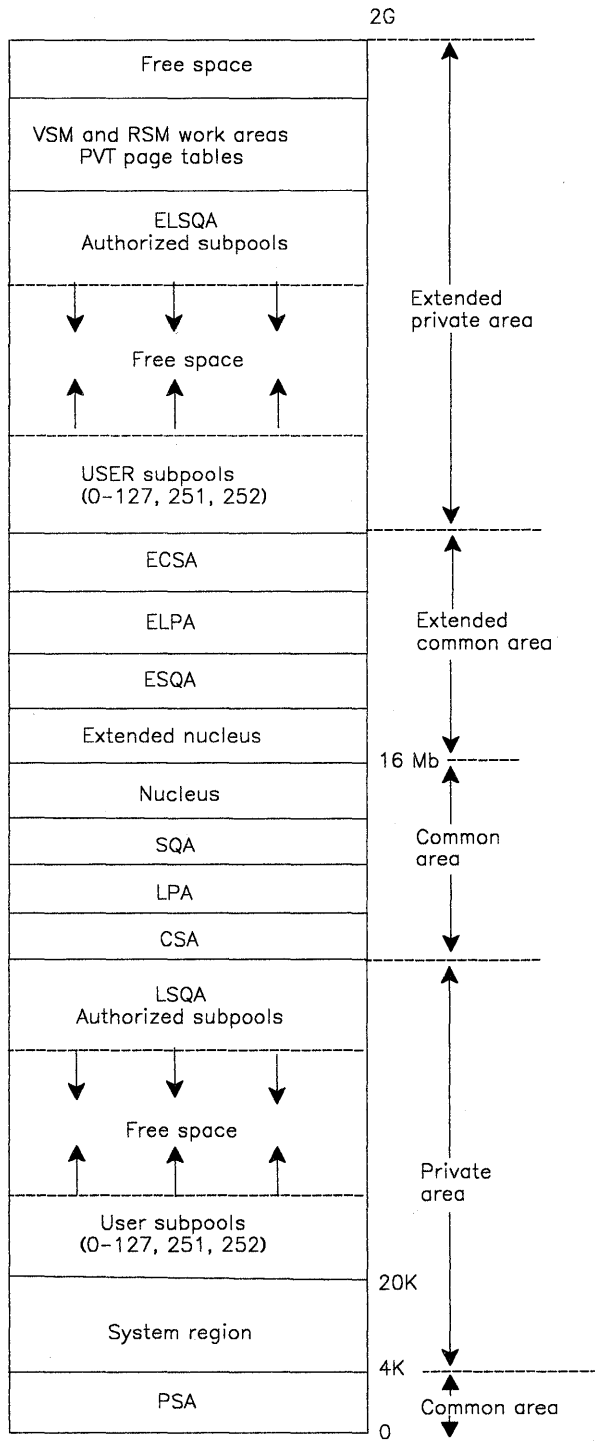 2G
Free space
VSM and RSM work areas
PVT page tables
ELSQA
Authorized subpools
Extended
private area
Free space
USER subpools
(0-127, 251, 252)
ECSA
ELPA
Extended
common area
ESQA
Extended nucleus
16 Mb
Nucleus
Common
area
SQA
LPA
CSA
LSQA
Authorized subpools
Free space
Private
area
User subpools
(0-127, 251, 252)
20K
System region
4K
PSA
Common area
0